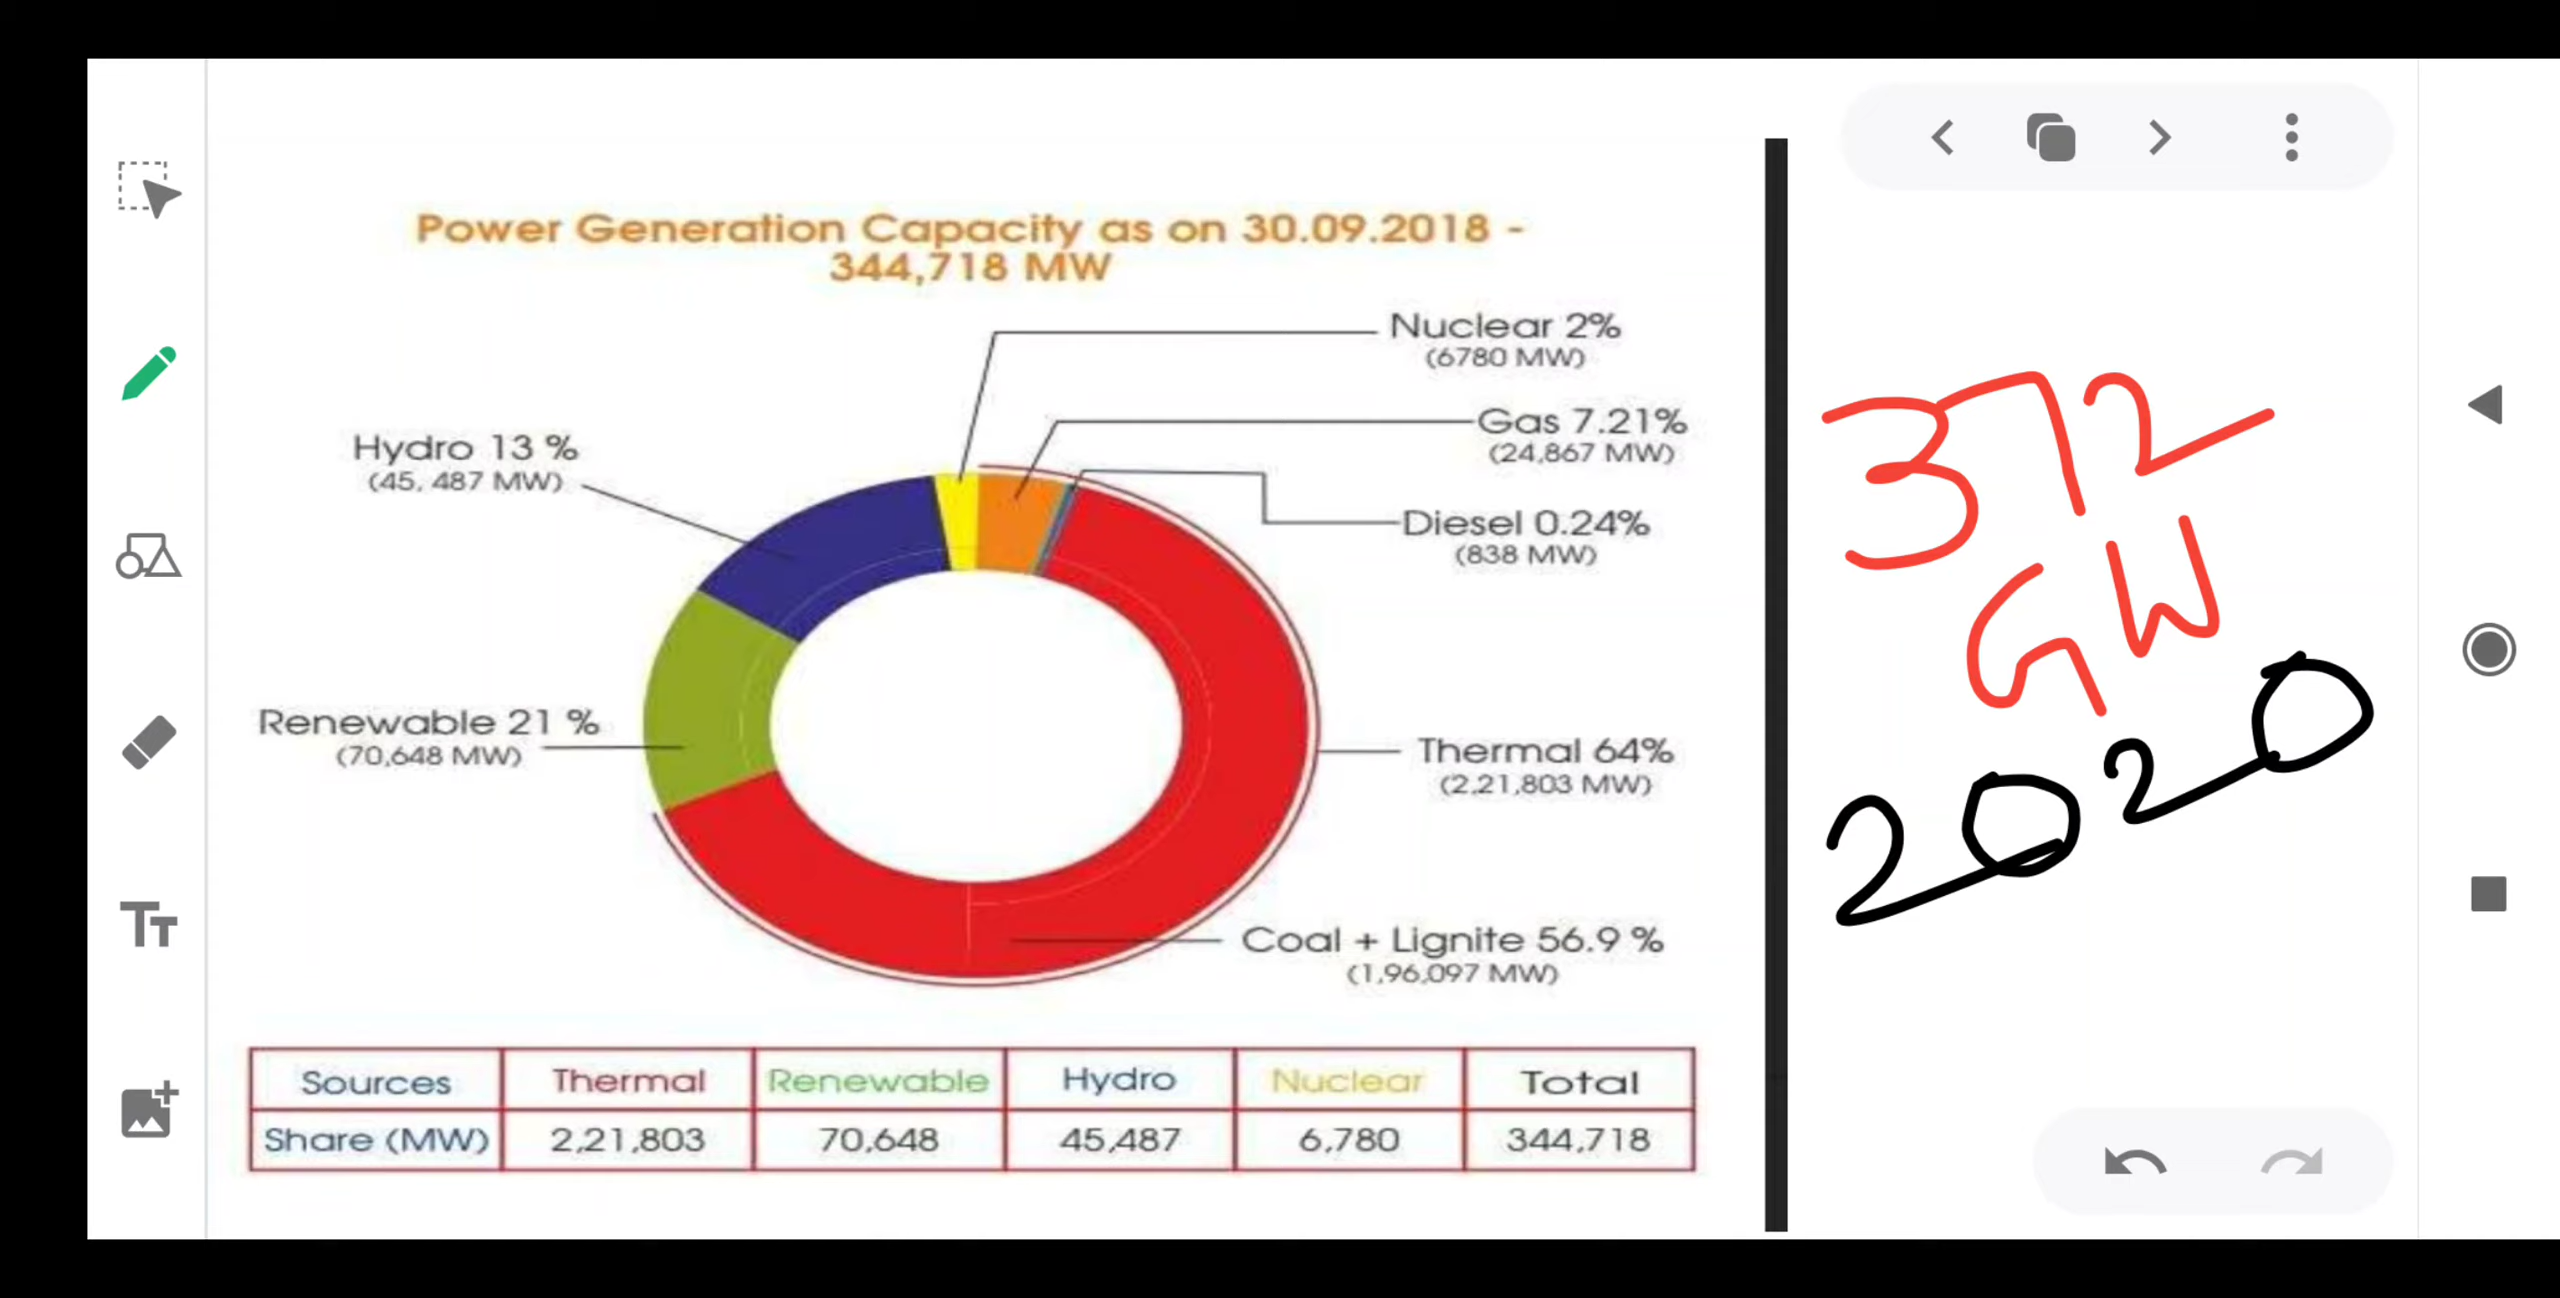 Power Generation Capacity as on 30.09.2018 -
344,718 MW
Nuclear 2%
(6780 MW)
Gas 7.21%
(24,867 MW)
Hydro 13 %
(45, 487 MW)
Diesel 0.24%
(838 MW)
Renewable 21 %
(70,648 MW)
Thermal 64%
(2,21,803 MW)
Coal + Lignite 56.9 %
(1,96,097 MW)
Sources Thermal Renewable Hydro Nuclear Total
Share (MW) 2,21,803 70,648 45,487 6,780 344,718
372
GW
2020
Tт